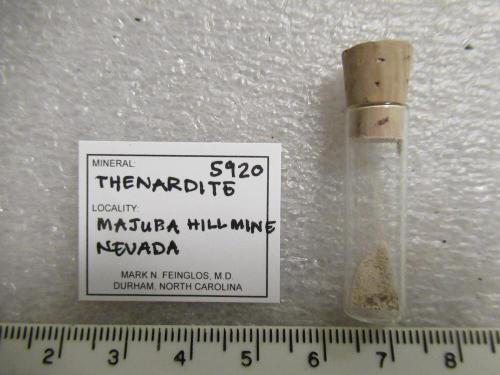 MINERAL: 5920
THENARDITE
LOCALITY:
MAJUBA HILL MINE
NEVADA
MARK N. FEINGLOS, M.D.
DURHAM, NORTH CAROLINA
2 3 4 5 6 7 8